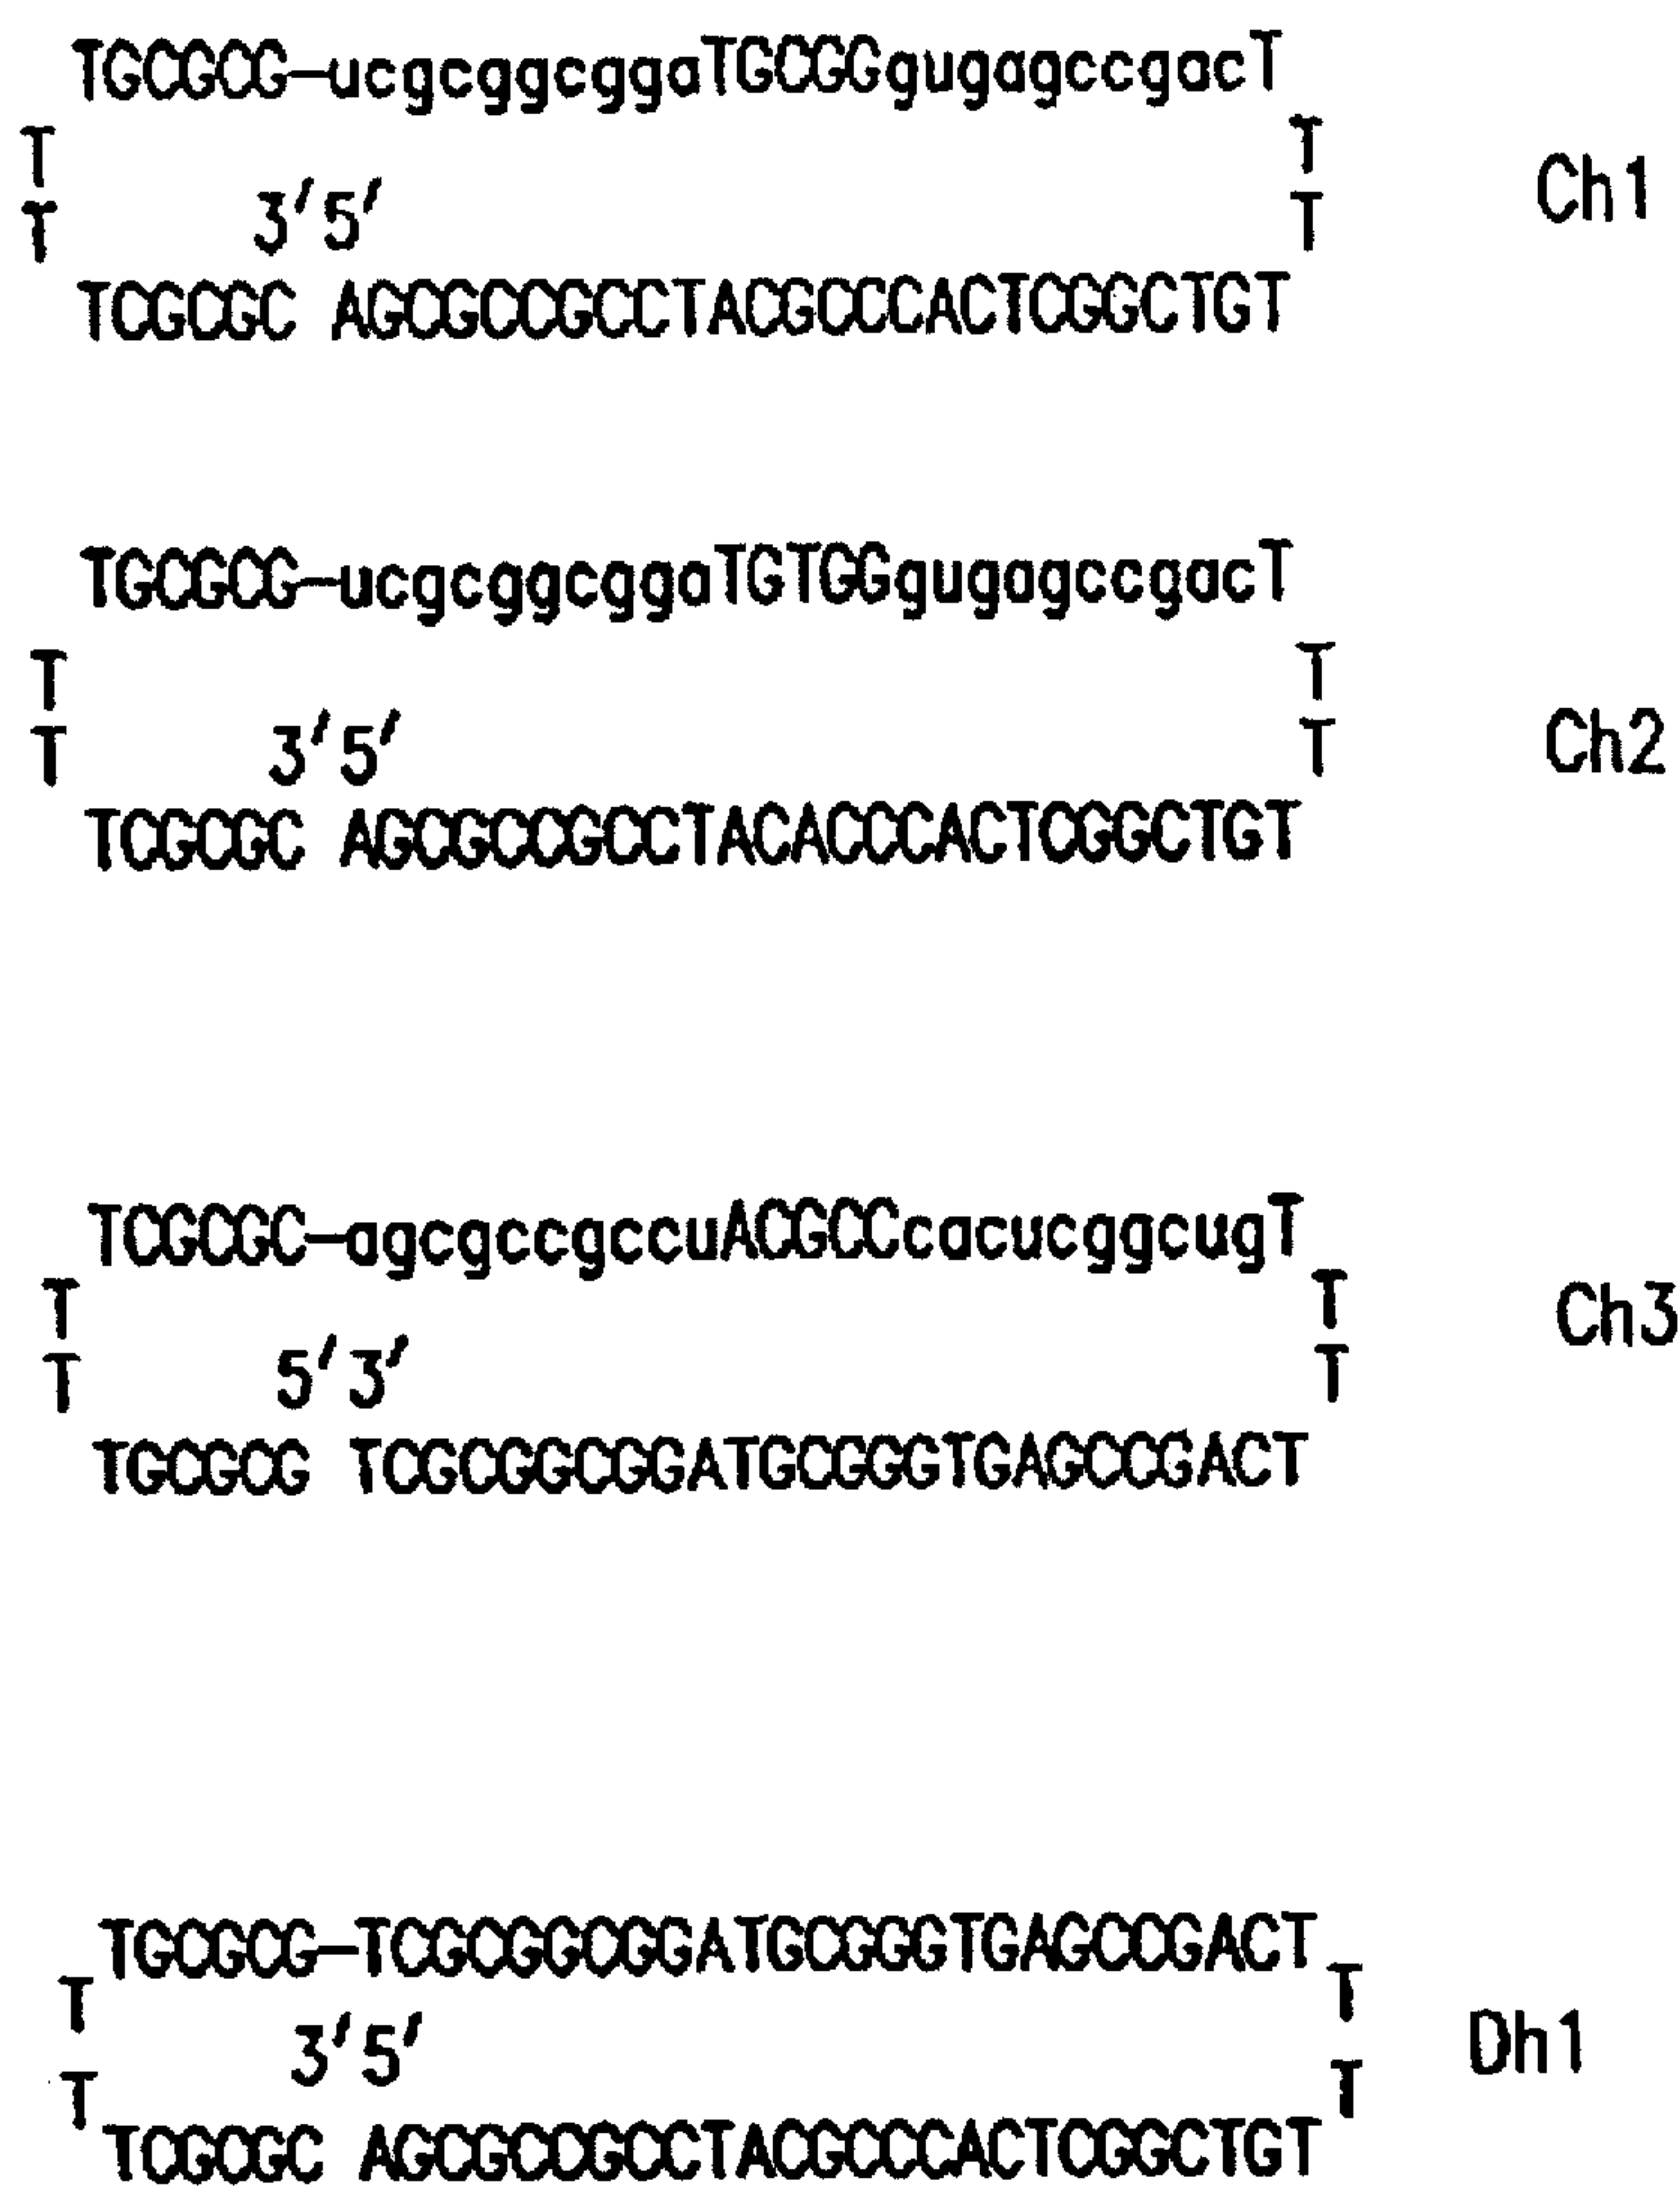 TGCGCG—ucgcggcggaTGCGGgugagccgacT
T T
T 3'5' T Ch1
TCGCGC AGCGCCGCCTACGCCCACTCGGCTGT
TGCGCG—ucgcggcggaTGTGGgugagccgacT
T T
T 3'5' T Ch2
TCGCGC AGCGCCGCCTACACCCACTCGGCTGT
TCGCGC—agcgccgccuACGCCcacucggcugT
T T Ch3
T 5'3' T
TGCGCG TCGCGGCGGATGCGGGTGAGCCGACT
TGCGCG—TCGCGGCGGATGCGGGTGAGCCGACT
T T
3'5' Dh1
T T
TCGCGC AGCGCCGCCTACGCCCACTCGGCTGT